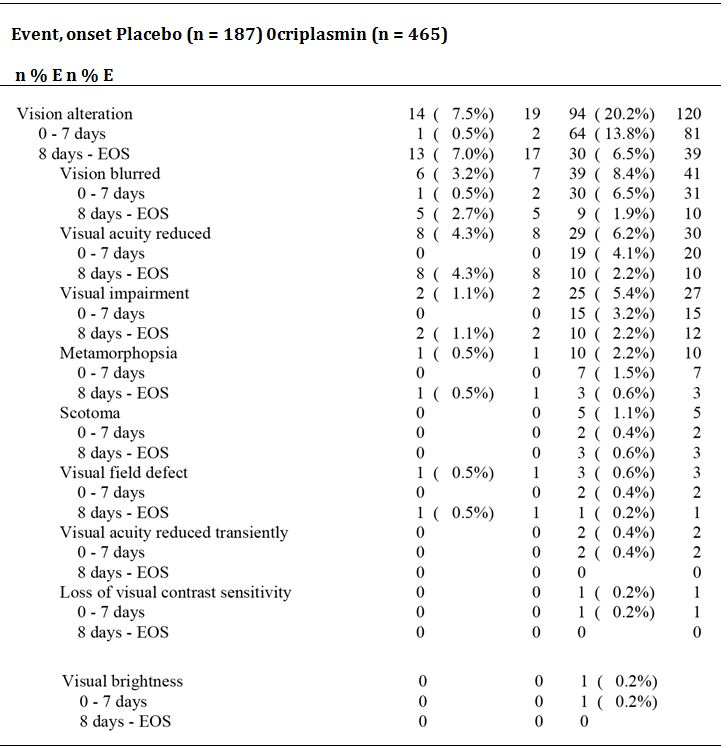 Event, onset Placebo (n = 187) 0criplasmin (n = 465)
n % E n % E
Vision alteration 14 ( 7.5%) 19 94 (20.2%) 120
0 - 7 days 1 ( 0.5%) 2 64 (13.8%) 81
8 days - EOS 13 ( 7.0%) 17 30 ( 6.5%) 39
Vision blurred 6 ( 3.2%) 7 39 ( 8.4%) 41
0 - 7 days 1 ( 0.5%) 2 30 ( 6.5%) 31
8 days - EOS 5 ( 2.7%) 5 9 ( 1.9%) 10
Visual acuity reduced 8 ( 4.3%) 8 29 ( 6.2%) 30
0 - 7 days 0 0 19 ( 4.1%) 20
8 days - EOS 8 ( 4.3%) 8 10 ( 2.2%) 10
Visual impairment 2 ( 1.1%) 2 25 ( 5.4%) 27
0 - 7 days 0 0 15 ( 3.2%) 15
8 days - EOS 2 ( 1.1%) 2 10 ( 2.2%) 12
Metamorphopsia 1 ( 0.5%) 1 10 ( 2.2%) 10
0 - 7 days 0 0 7 ( 1.5%) 7
8 days - EOS 1 ( 0.5%) 1 3 ( 0.6%) 3
Scotoma 0 0 5 ( 1.1%) 5
0 - 7 days 0 0 2 ( 0.4%) 2
8 days - EOS 0 0 3 ( 0.6%) 3
Visual field defect 1 ( 0.5%) 1 3 ( 0.6%) 3
0 - 7 days 0 0 2 ( 0.4%) 2
8 days - EOS 1 ( 0.5%) 1 1 ( 0.2%) 1
Visual acuity reduced transiently 0 0 2 ( 0.4%) 2
0 - 7 days 0 0 2 ( 0.4%) 2
8 days - EOS 0 0 0 0
Loss of visual contrast sensitivity 0 0 1 ( 0.2%) 1
0 - 7 days 0 0 1 ( 0.2%) 1
8 days - EOS 0 0 0 0
Visual brightness 0 0 1 ( 0.2%)
0 - 7 days 0 0 1 ( 0.2%)
8 days - EOS 0 0 0